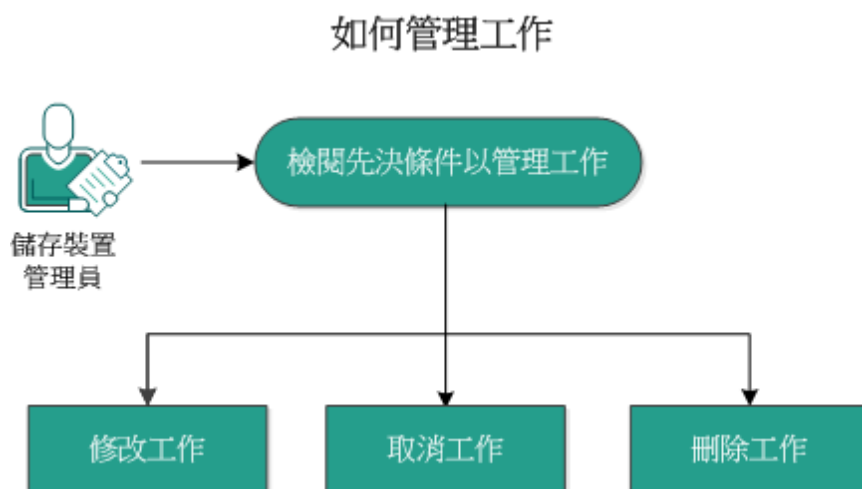 如何管理工作
檢閱先決條件以管理工作
儲存裝置
管理員
修改工作
取消工作
刪除工作